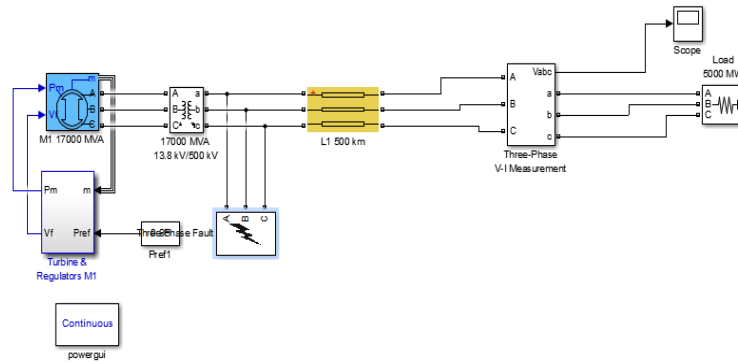 Scope
Load
5000 MW
Pm
m
A
B
C
Vf
M1 17000 MVA
A
B
C
a
b
c
17000 MVA
13.8 kV/500 kV
L1 500 km
A
B
C
Vabc
a
b
c
Three-Phase
V-I Measurement
A
B
C
Pm
m
Vf
Pref
Turbine &
Regulators M1
Three-Phase Fault
Pref1
A
B
C
Continuous
powergui